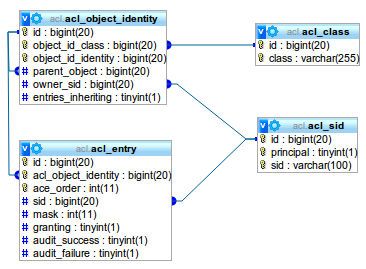 acl.acl_object_identity
id : bigint(20)
object_id_class : bigint(20)
object_id_identity : bigint(20)
# parent_object : bigint(20)
# owner_sid : bigint(20)
# entries_inheriting : tinyint(1)
acl.acl_class
id : bigint(20)
class : varchar(255)
acl.acl_entry
id : bigint(20)
acl_object_identity : bigint(20)
ace_order : int(11)
# sid : bigint(20)
# mask : int(11)
# granting : tinyint(1)
# audit_success : tinyint(1)
# audit_failure : tinyint(1)
acl.acl_sid
id : bigint(20)
principal : tinyint(1)
sid : varchar(100)